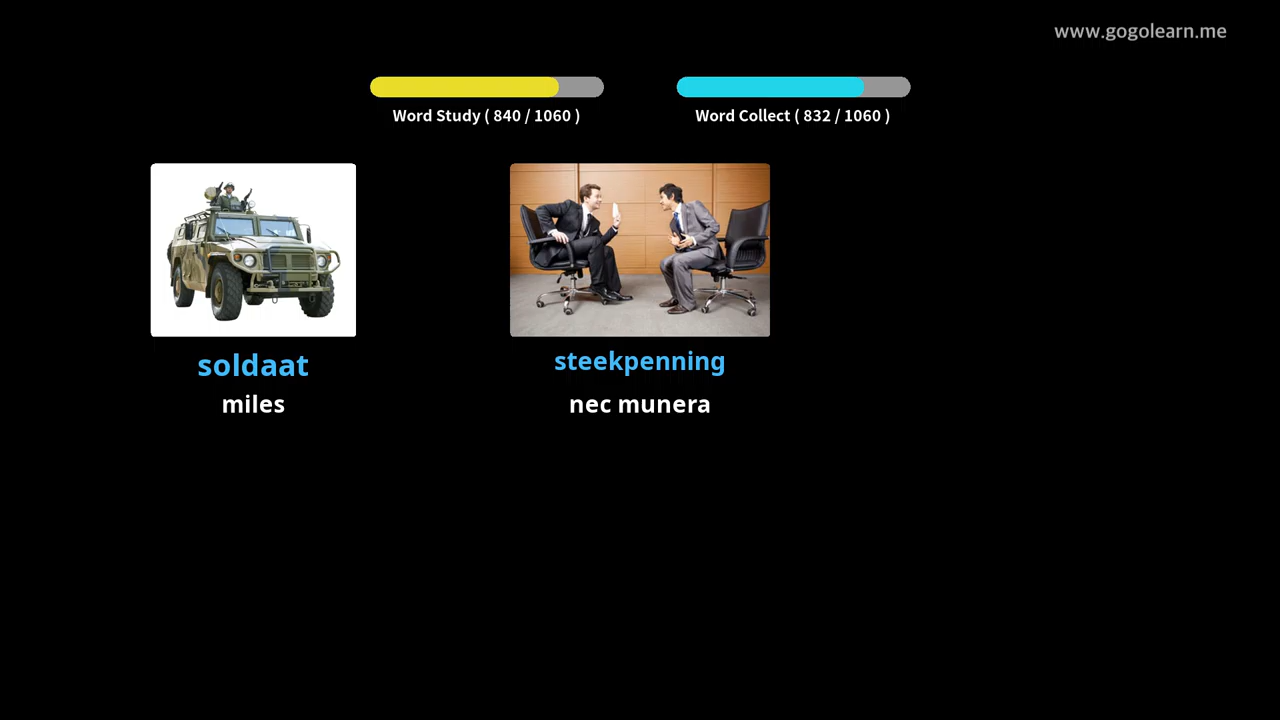 www.gogolearn.me
Word Study ( 840 / 1060 )
Word Collect ( 832 / 1060 )
soldaat
miles
steekpenning
nec munera